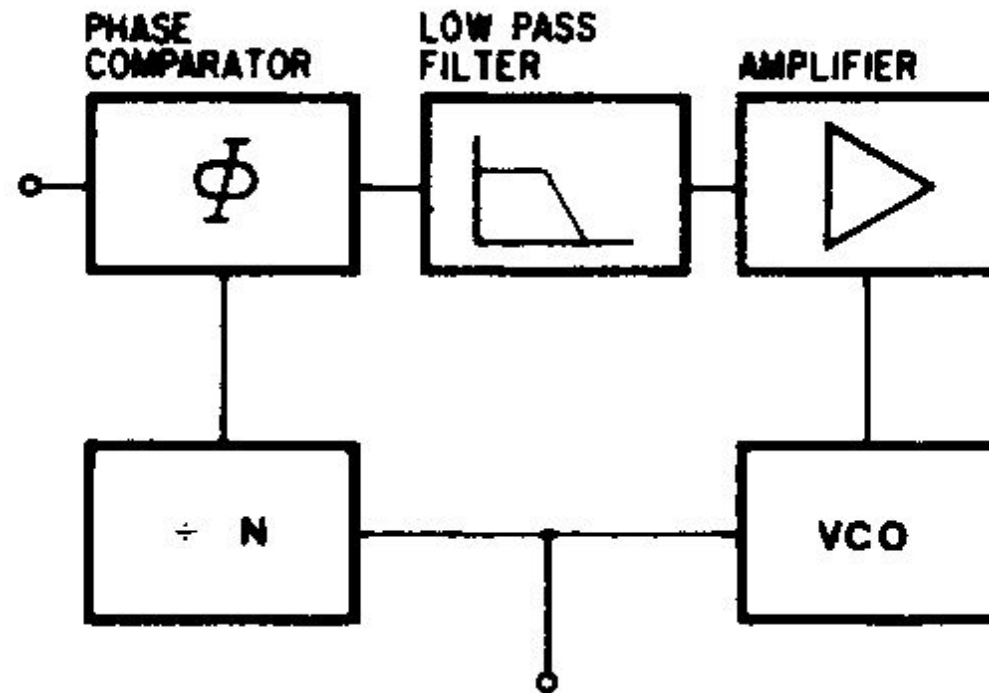 PHASE
COMPARATOR
LOW PASS
FILTER
AMPLIFIER
Φ
÷ N
VCO